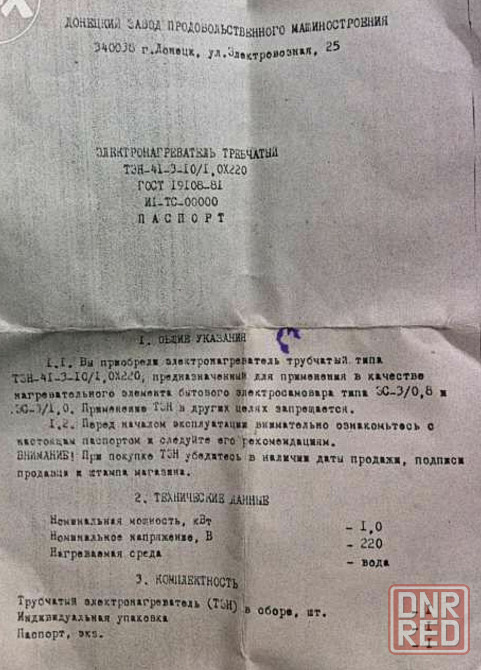 ДОНЕЦКИЙ ЗАВОД ПРОДОВОЛЬСТВЕННОГО МАШИНОСТРОЕНИЯ
340038 г.Донецк, ул.Электровозная, 25
ЭЛЕКТРОНАГРЕВАТЕЛЬ ТРУБЧАТЫЙ
ТЭН-41-3-10/1,0Х220
ГОСТ 19108-81
И1-ТС-00000
ПАСПОРТ
1. ОБЩИЕ УКАЗАНИЯ
1.1. Вы приобрели электронагреватель трубчатый типа
ТЭН-41-3-10/1,0Х220, предназначенный для применения в качестве
нагревательного элемента бытового электросамовара типа ЭС-3/0,8 и
ЭС-3/1,0. Применение ТЭН в других целях запрещается.
1.2. Перед началом эксплуатации внимательно ознакомьтесь с
настоящим паспортом и следуйте его рекомендациям.
ВНИМАНИЕ! При покупке ТЭН убедитесь в наличии даты продажи, подписи
продавца и штампа магазина.
2. ТЕХНИЧЕСКИЕ ДАННЫЕ
Номинальная мощность, кВт - 1,0
Номинальное напряжение, В - 220
Нагреваемая среда - вода
3. КОМПЛЕКТНОСТЬ
Трубчатый электронагреватель (ТЭН) в сборе, шт. - 1
Индивидуальная упаковка - 1
Паспорт, экз. - 1
DNR
RED